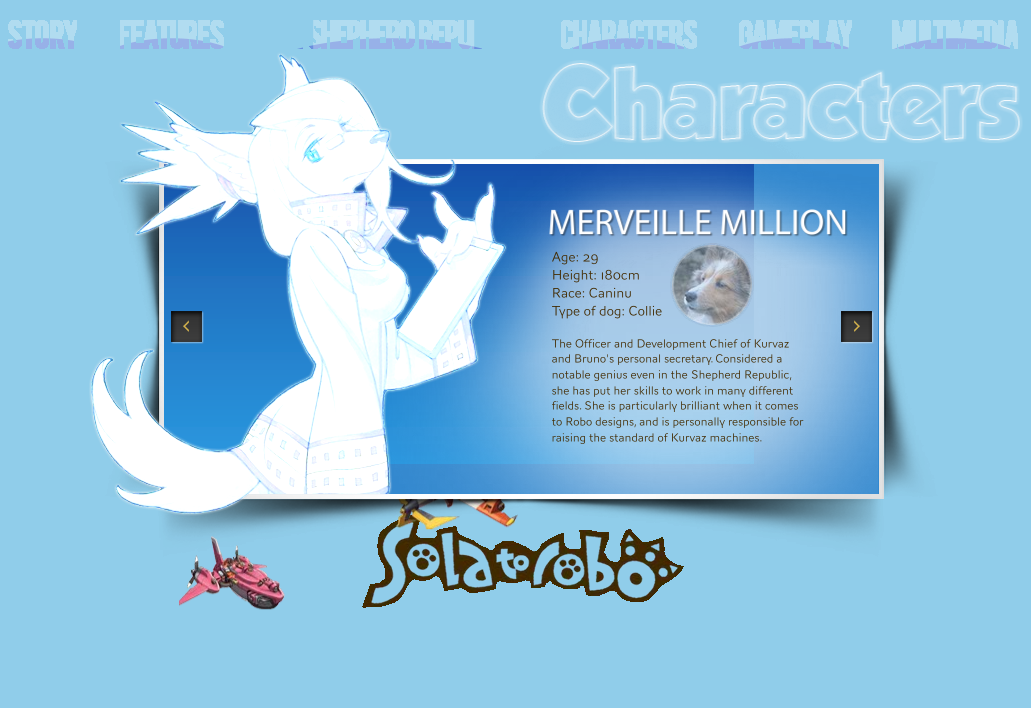 STORY
FEATURES
SHEPHERD REPU
CHARACTERS
GAMEPLAY
MULTIMEDIA
Characters
MERVEILLE MILLION
Age: 29
Height: 180cm
Race: Caninu
Type of dog: Collie
The Officer and Development Chief of Kurvaz
and Bruno's personal secretary. Considered a
notable genius even in the Shepherd Republic,
she has put her skills to work in many different
fields. She is particularly brilliant when it comes
to Robo designs, and is personally responsible for
raising the standard of Kurvaz machines.
Solatorobo